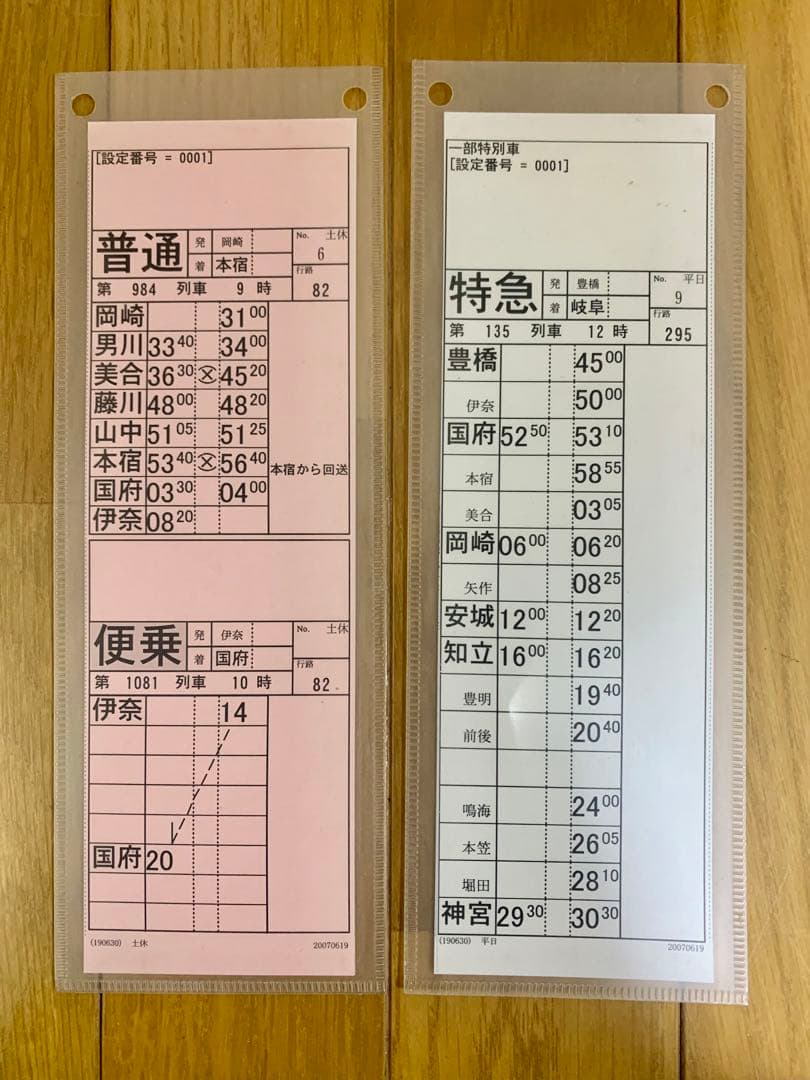 [設定番号 = 0001]
普通 発 岡崎 No. 土休
6
着 本宿 行路
第 984 列車 9 時 82
岡崎 31 00
男川 33 40 34 00
美合 36 30 45 20
藤川 48 00 48 20
山中 51 05 51 25
本宿 53 40 56 40 本宿から回送
国府 03 30 04 00
伊奈 08 20
便乗 発 伊奈 No. 土休
着 国府 行路
第 1081 列車 10 時 82
伊奈 14
国府 20
(190630) 土休 20070619
一部特別車
[設定番号 = 0001]
特急 発 豊橋 No. 平日
9
着 岐阜 行路
第 135 列車 12 時 295
豊橋 45 00
伊奈 50 00
国府 52 50 53 10
本宿 58 55
美合 03 05
岡崎 06 00 06 20
矢作 08 25
安城 12 00 12 20
知立 16 00 16 20
豊明 19 40
前後 20 40
鳴海 24 00
本笠 26 05
堀田 28 10
神宮 29 30 30 30
(190630) 平日 20070619